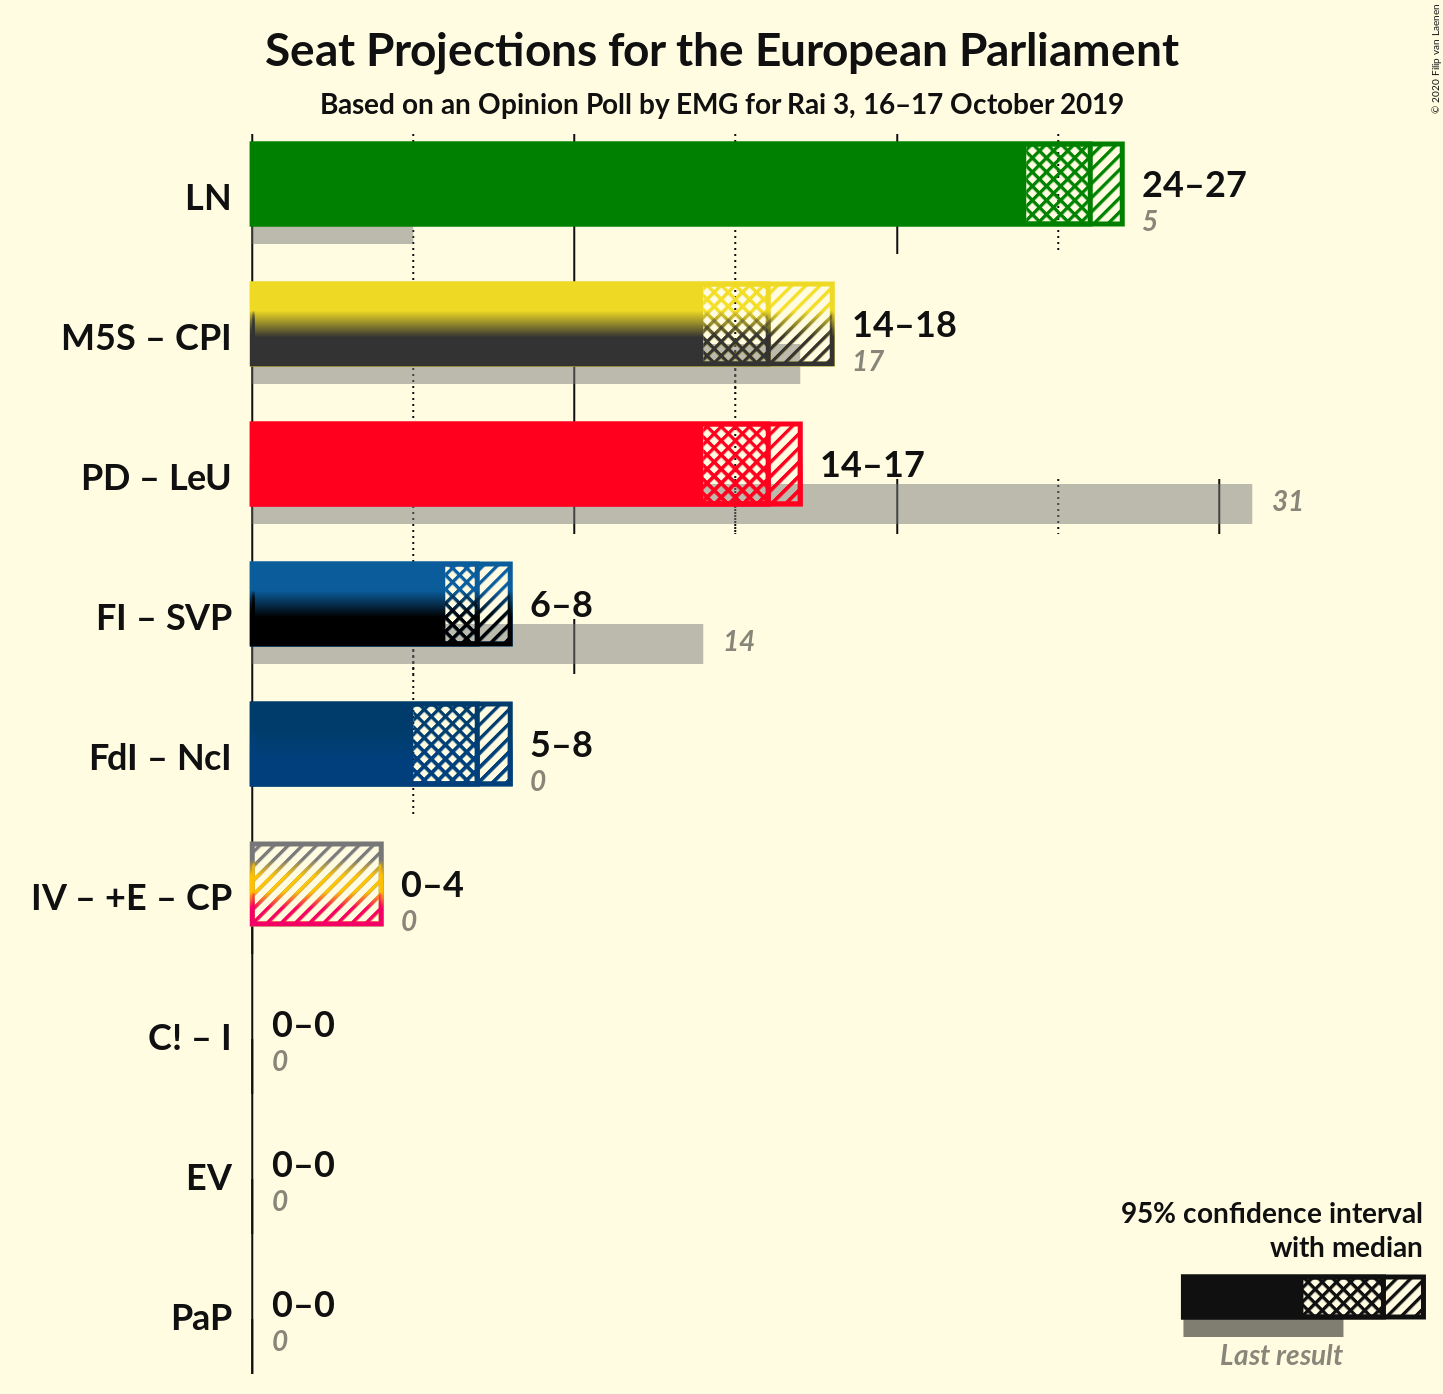 Seat Projections for the European Parliament
Based on an Opinion Poll by EMG for Rai 3, 16–17 October 2019
© 2020 Filip van Laenen
LN
24–27
5
M5S – CPI
14–18
17
PD – LeU
14–17
31
FI – SVP
6–8
14
FdI – NcI
5–8
0
IV – +E – CP
0–4
0
C! – I
0–0
0
EV
0–0
0
PaP
0–0
0
95% confidence interval
with median
Last result